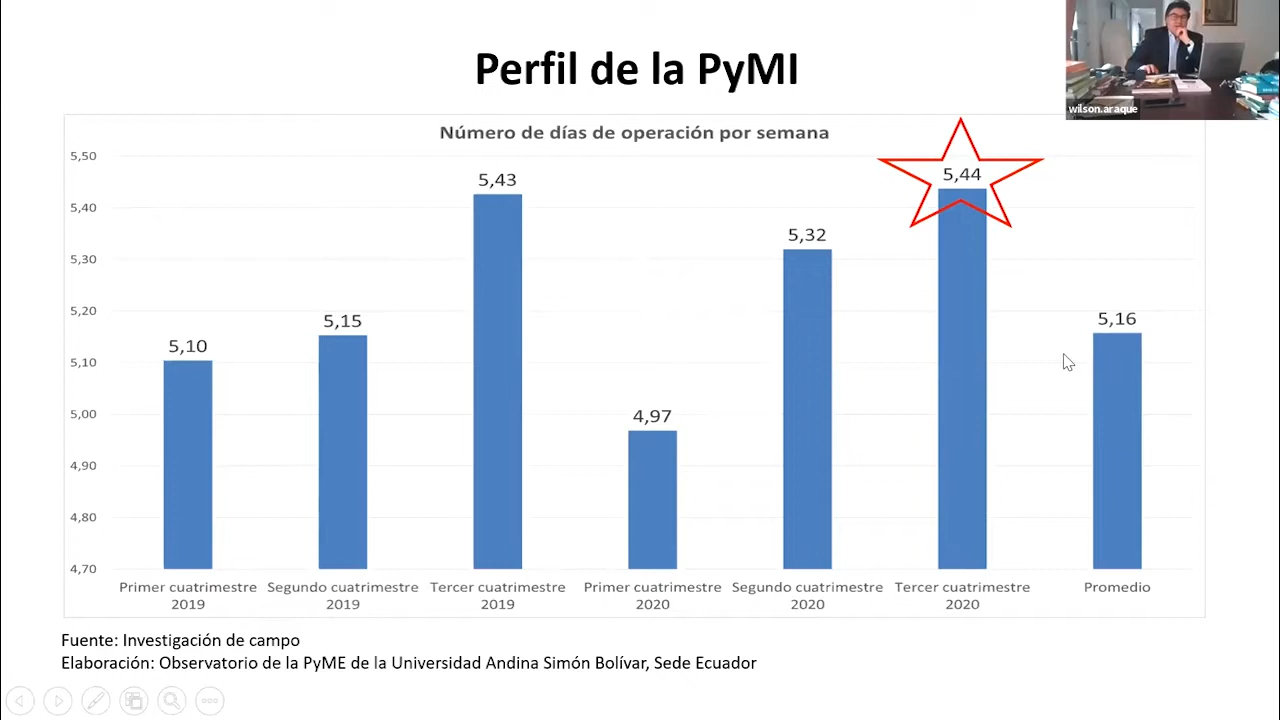 Perfil de la PyMI
wilson.araque
Número de días de operación por semana
5,50
5,40
5,30
5,20
5,10
5,00
4,90
4,80
4,70
5,10
5,15
5,43
4,97
5,32
5,44
5,16
Primer cuatrimestre
2019
Segundo cuatrimestre
2019
Tercer cuatrimestre
2019
Primer cuatrimestre
2020
Segundo cuatrimestre
2020
Tercer cuatrimestre
2020
Promedio
Fuente: Investigación de campo
Elaboración: Observatorio de la PyME de la Universidad Andina Simón Bolívar, Sede Ecuador